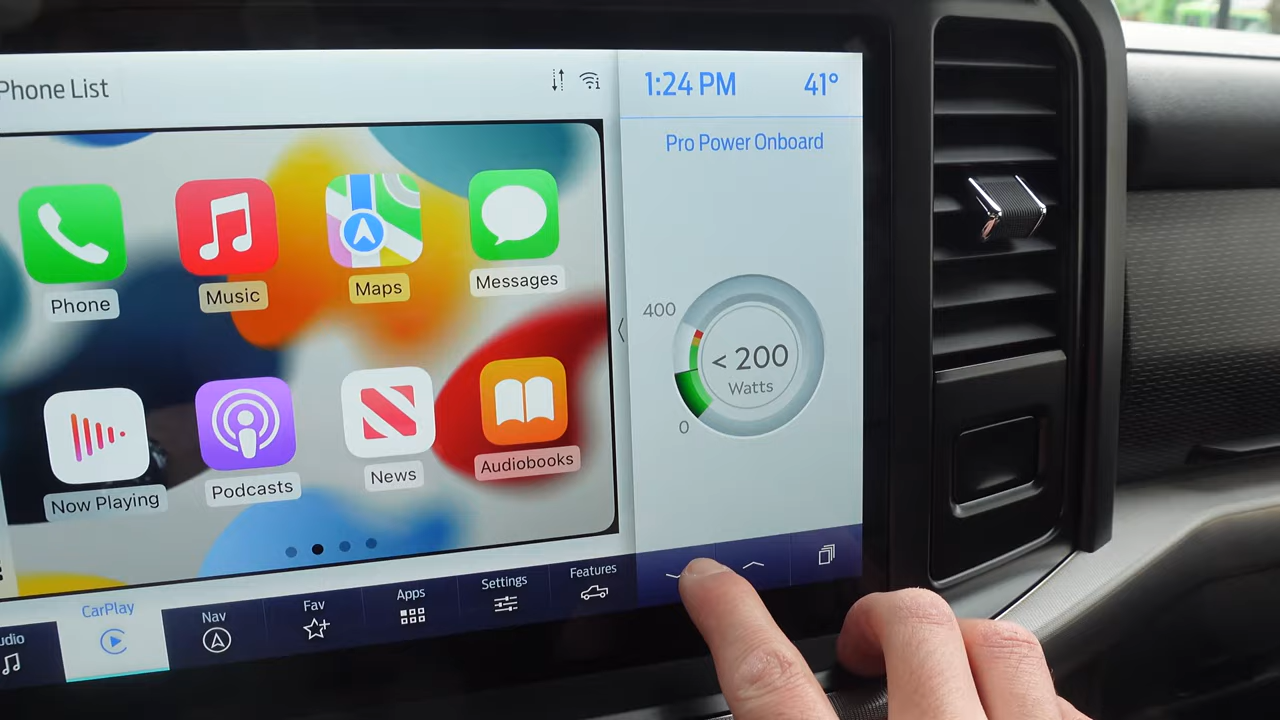 Phone List
1:24 PM
41°
Pro Power Onboard
Phone
Music
Maps
Messages
400
< 200
Watts
0
Now Playing
Podcasts
News
Audiobooks
CarPlay
Nav
Fav
Apps
Settings
Features
udio